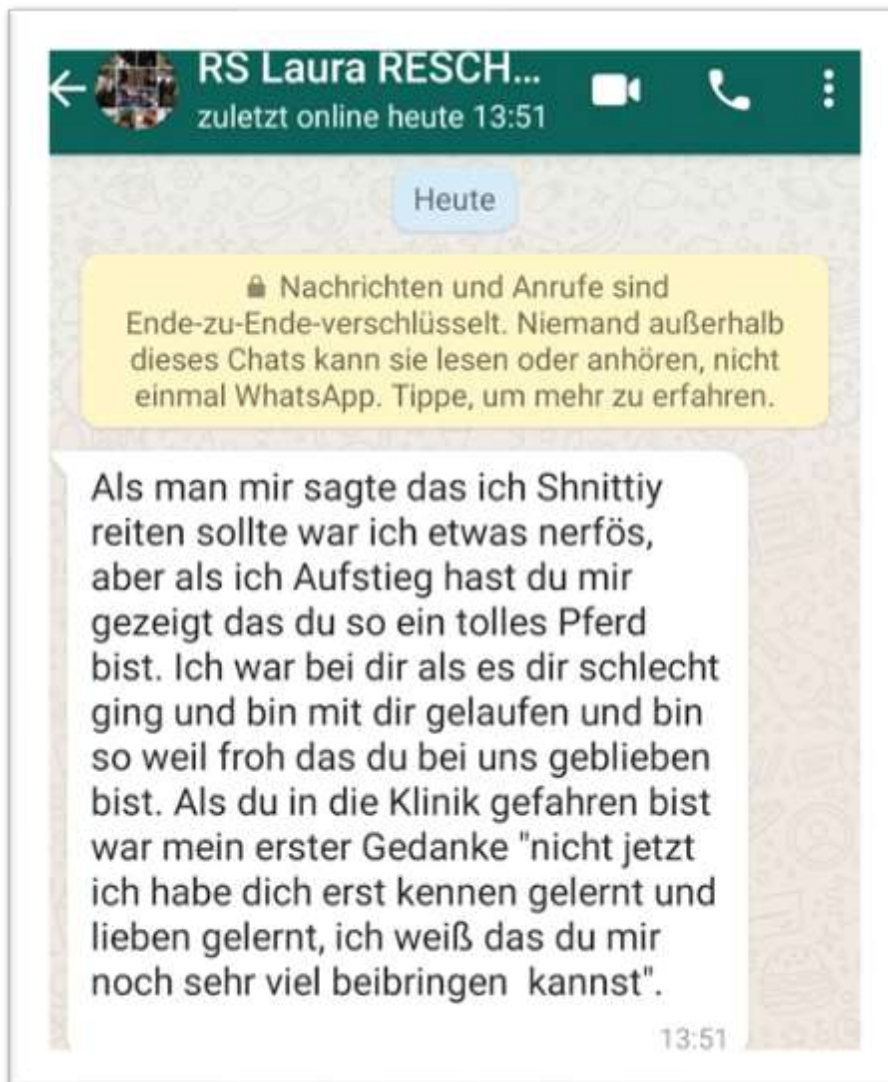 RS Laura RESCH...
zuletzt online heute 13:51
Heute
Nachrichten und Anrufe sind
Ende-zu-Ende-verschlüsselt. Niemand außerhalb
dieses Chats kann sie lesen oder anhören, nicht
einmal WhatsApp. Tippe, um mehr zu erfahren.
Als man mir sagte das ich Shnittiy
reiten sollte war ich etwas nerfös,
aber als ich Aufstieg hast du mir
gezeigt das du so ein tolles Pferd
bist. Ich war bei dir als es dir schlecht
ging und bin mit dir gelaufen und bin
so weil froh das du bei uns geblieben
bist. Als du in die Klinik gefahren bist
war mein erster Gedanke "nicht jetzt
ich habe dich erst kennen gelernt und
lieben gelernt, ich weiß das du mir
noch sehr viel beibringen  kannst".
13:51